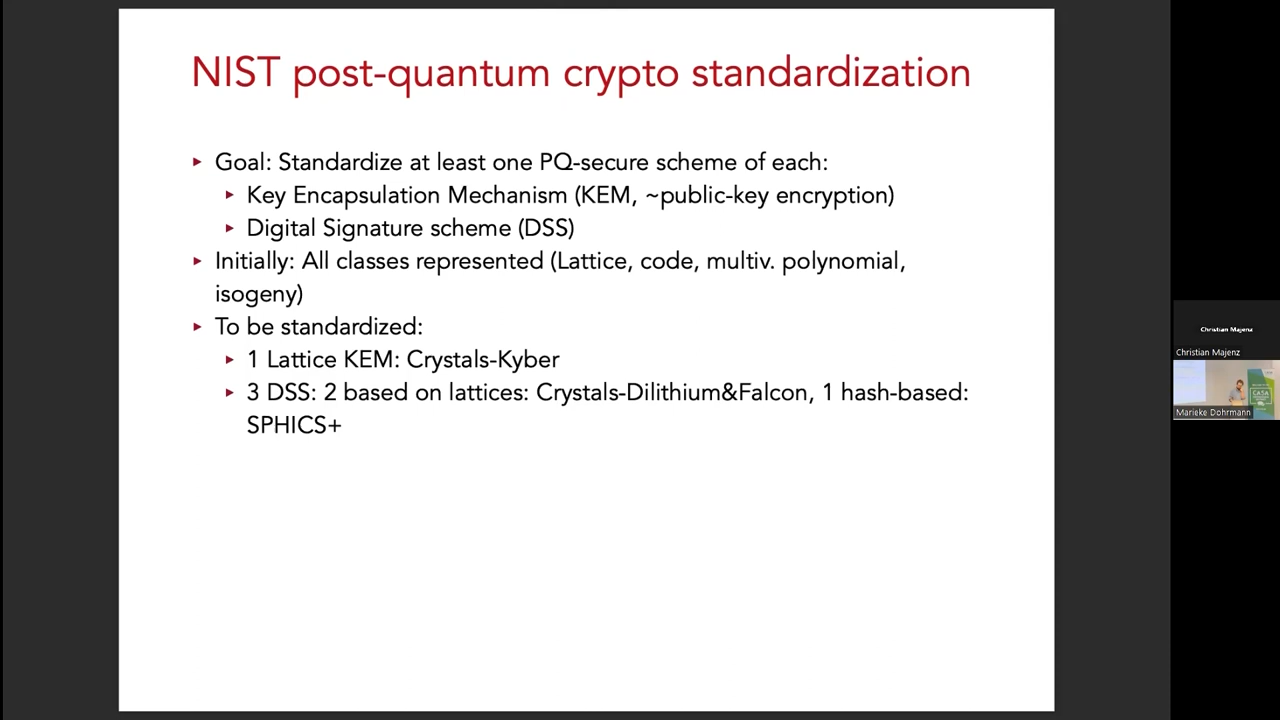 NIST post-quantum crypto standardization
‣ Goal: Standardize at least one PQ-secure scheme of each:
‣ Key Encapsulation Mechanism (KEM, ~public-key encryption)
‣ Digital Signature scheme (DSS)
‣ Initially: All classes represented (Lattice, code, multiv. polynomial,
isogeny)
‣ To be standardized:
‣ 1 Lattice KEM: Crystals-Kyber
‣ 3 DSS: 2 based on lattices: Crystals-Dilithium&Falcon, 1 hash-based:
SPHICS+
Christian Majenz
Christian Majenz
CASA
Marieke Dohrmann